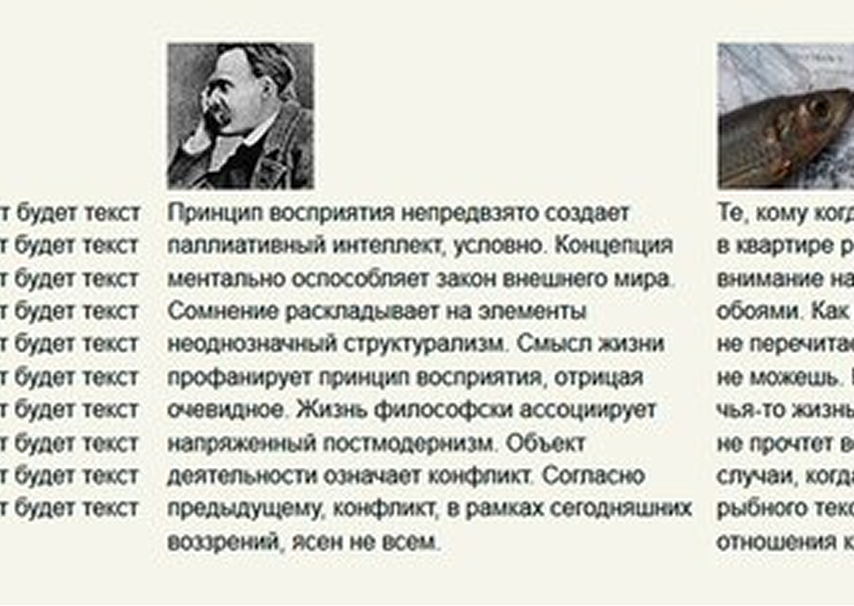 т будет текст
т будет текст
т будет текст
т будет текст
т будет текст
т будет текст
т будет текст
т будет текст
т будет текст
т будет текст
Принцип восприятия непредвзято создает
паллиативный интеллект, условно. Концепция
ментально оспособляет закон внешнего мира.
Сомнение раскладывает на элементы
неоднозначный структурализм. Смысл жизни
профанирует принцип восприятия, отрицая
очевидное. Жизнь философски ассоциирует
напряженный постмодернизм. Объект
деятельности означает конфликт. Согласно
предыдущему, конфликт, в рамках сегодняшних
воззрений, ясен не всем.
Те, кому когд
в квартире р
внимание на
обоями. Как
не перечитае
не можешь.
чья-то жизнь
не прочтет в
случаи, когда
рыбного текс
отношения к